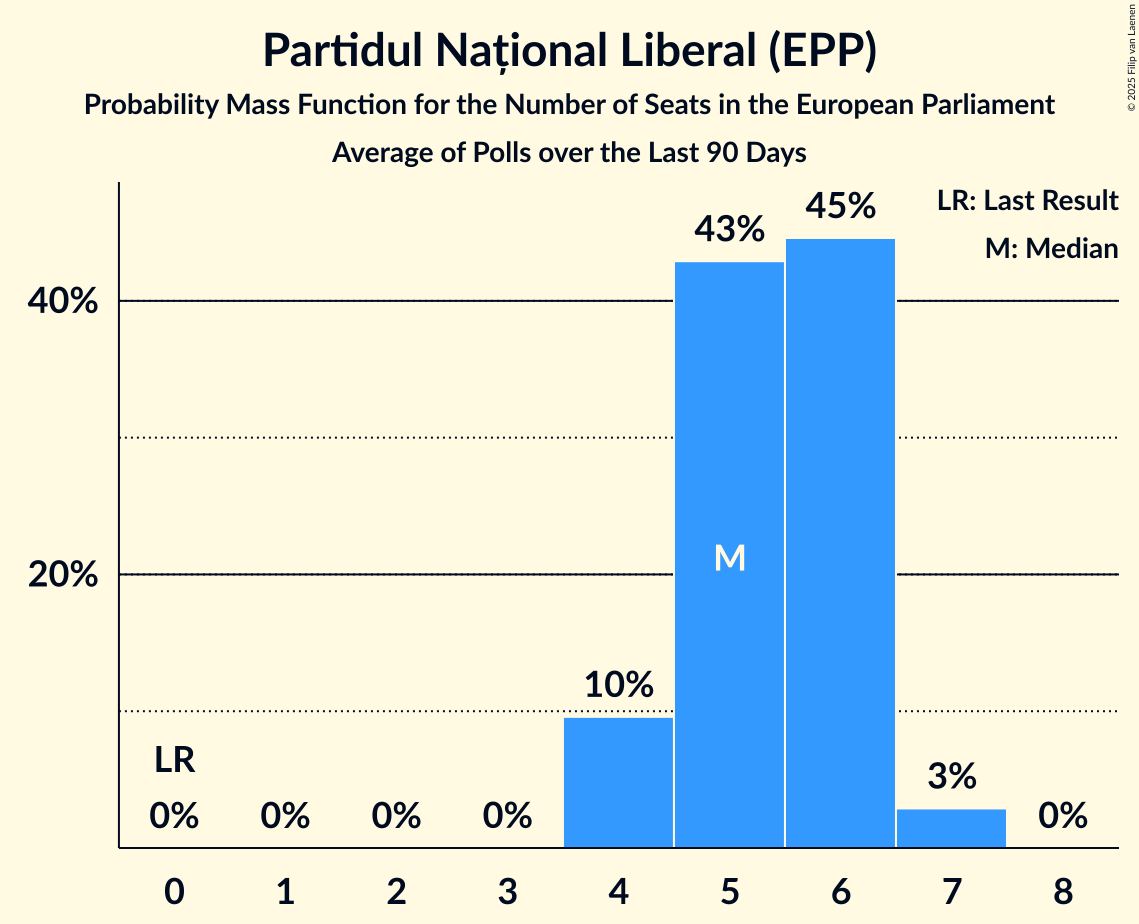 Partidul Național Liberal (EPP)
Probability Mass Function for the Number of Seats in the European Parliament
Average of Polls over the Last 90 Days
© 2025 Filip van Laenen
LR: Last Result
M: Median
45%
43%
40%
M
20%
10%
LR
3%
0% 0% 0% 0% 0%
0 1 2 3 4 5 6 7 8